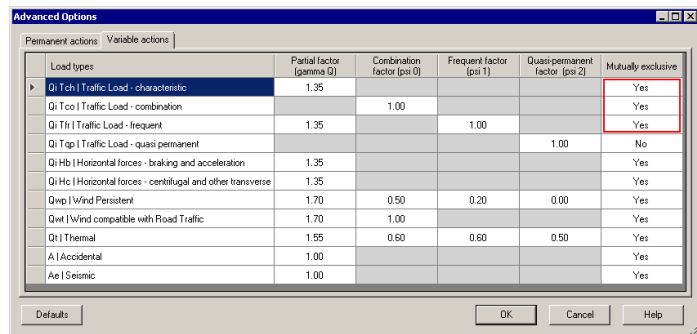 Advanced Options
Permanent actions Variable actions
Load types Partial factor (gamma Q) Combination factor (psi 0) Frequent factor (psi 1) Quasi-permanent factor (psi 2) Mutually exclusive
Qi Tch | Traffic Load - characteristic 1.35 Yes
Qi Tco | Traffic Load - combination 1.00 Yes
Qi Tfr | Traffic Load - frequent 1.35 1.00 Yes
Qi Tqp | Traffic Load - quasi permanent 1.00 No
Qi Hb | Horizontal forces - braking and acceleration 1.35 Yes
Qi Hc | Horizontal forces - centrifugal and other transverse 1.35 Yes
Qwp | Wind Persistent 1.70 0.50 0.20 0.00 Yes
Qwt | Wind compatible with Road Traffic 1.70 1.00 Yes
Qt | Thermal 1.55 0.60 0.60 0.50 Yes
A | Accidental 1.00 Yes
Ae | Seismic 1.00 Yes
Defaults OK Cancel Help